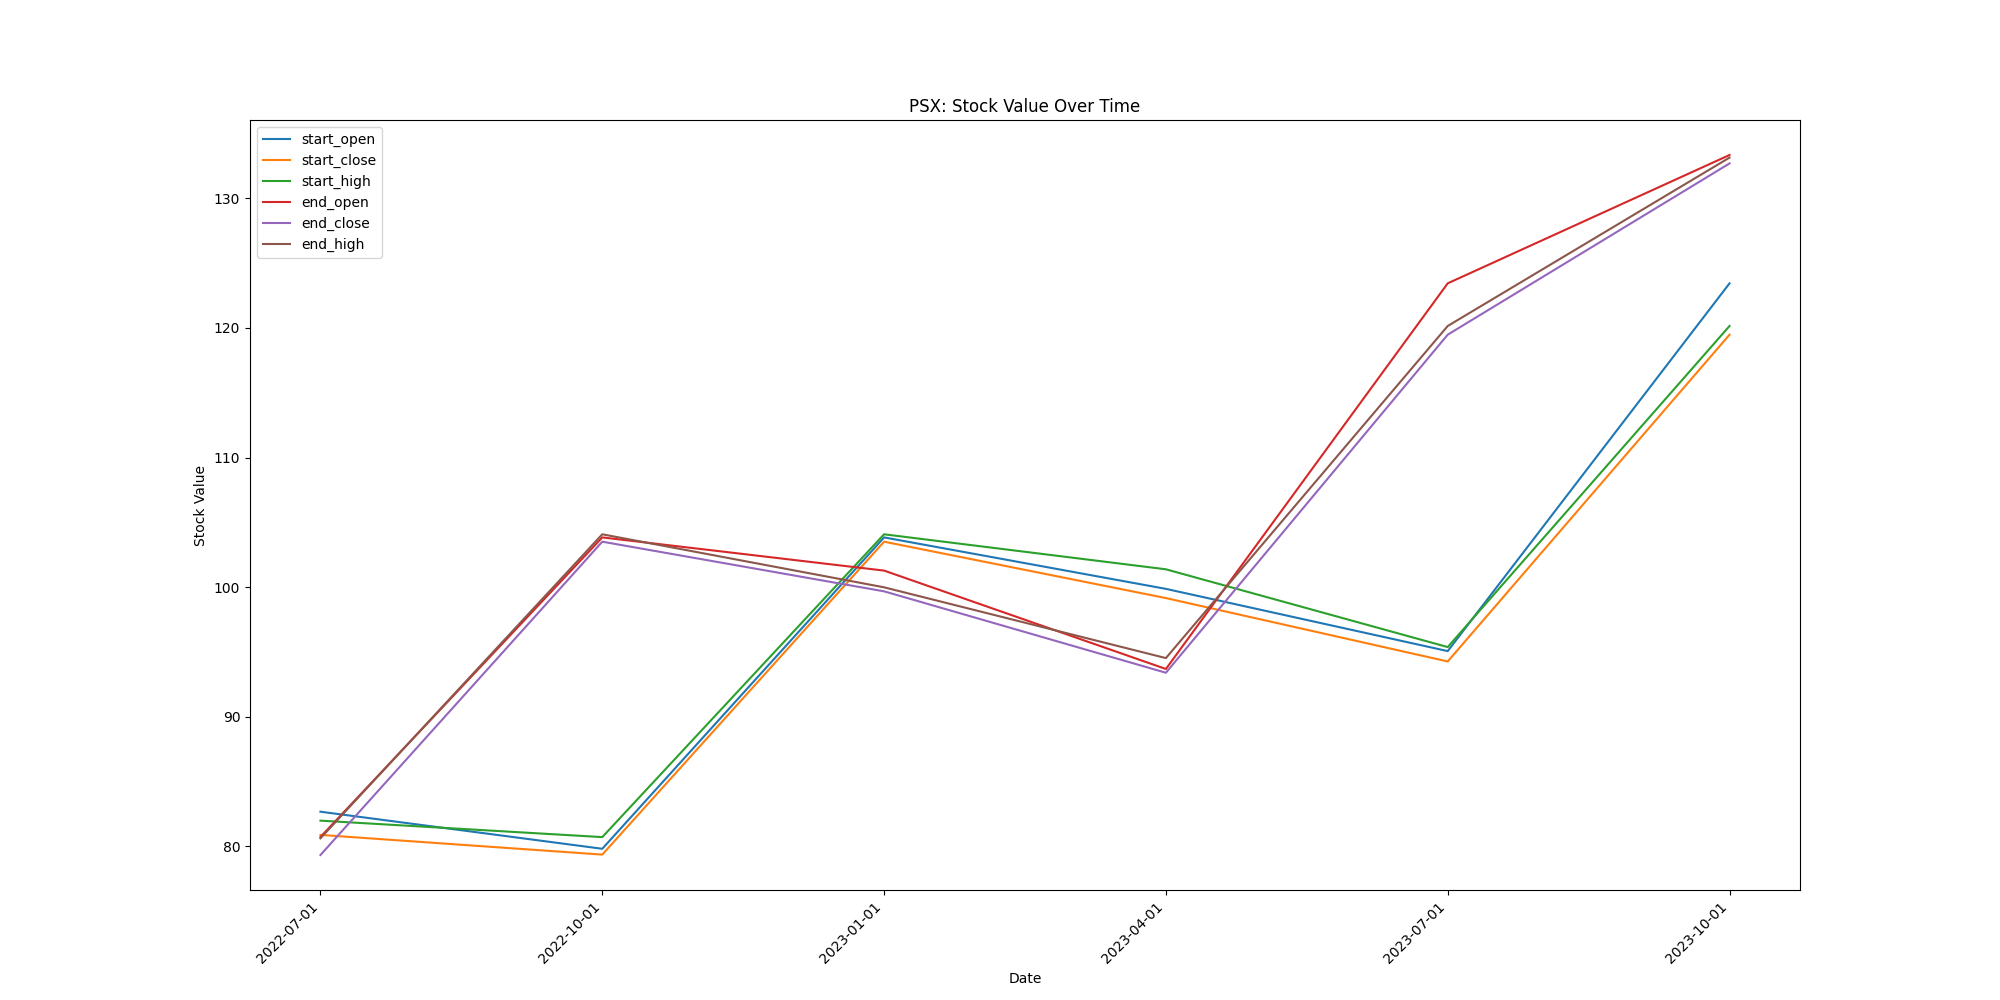 PSX: Stock Value Over Time
start_open
start_close
start_high
end_open
end_close
end_high
130
120
110
100
90
80
Stock Value
2022-07-01
2022-10-01
2023-01-01
2023-04-01
2023-07-01
2023-10-01
Date